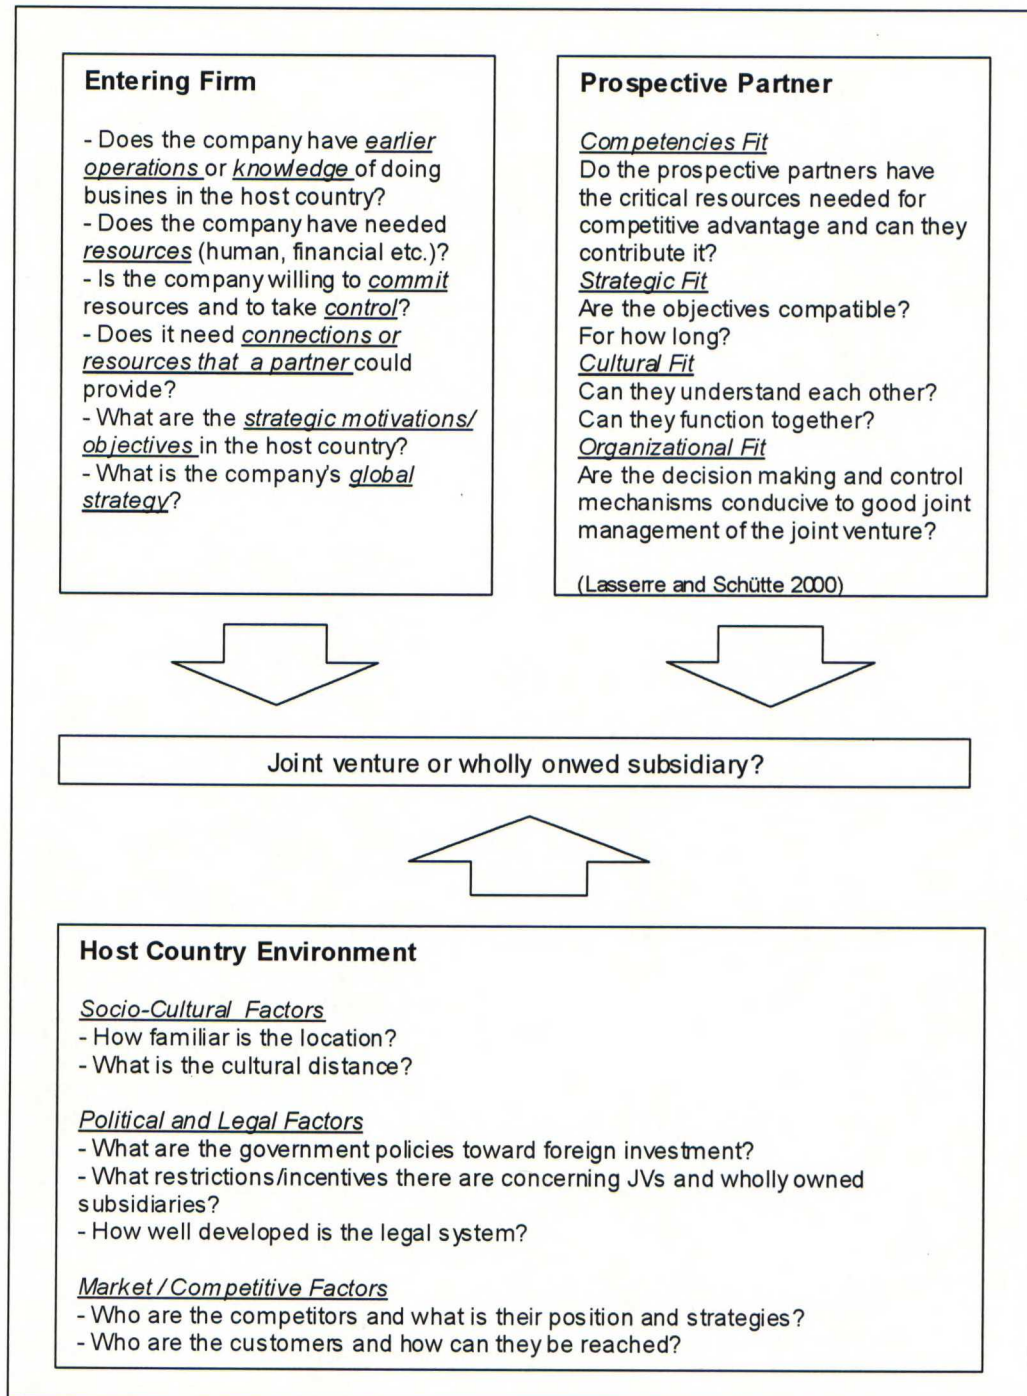 Entering Firm
- Does the company have earlier
operations or knowledge of doing
busines in the host country?
- Does the company have needed
resources (human, financial etc.)?
- Is the company willing to commit
resources and to take control?
- Does it need connections or
resources that a partner could
provide?
- What are the strategic motivations/
objectives in the host country?
- What is the company's global
strategy?
Prospective Partner
Competencies Fit
Do the prospective partners have
the critical resources needed for
competitive advantage and can they
contribute it?
Strategic Fit
Are the objectives compatible?
For how long?
Cultural Fit
Can they understand each other?
Can they function together?
Organizational Fit
Are the decision making and control
mechanisms conducive to good joint
management of the joint venture?
(Lasserre and Schütte 2000)
Joint venture or wholly onwed subsidiary?
Host Country Environment
Socio-Cultural Factors
- How familiar is the location?
- What is the cultural distance?
Political and Legal Factors
- What are the government policies toward foreign investment?
- What restrictions/incentives there are concerning JVs and wholly owned
subsidiaries?
- How well developed is the legal system?
Market / Competitive Factors
- Who are the competitors and what is their position and strategies?
- Who are the customers and how can they be reached?